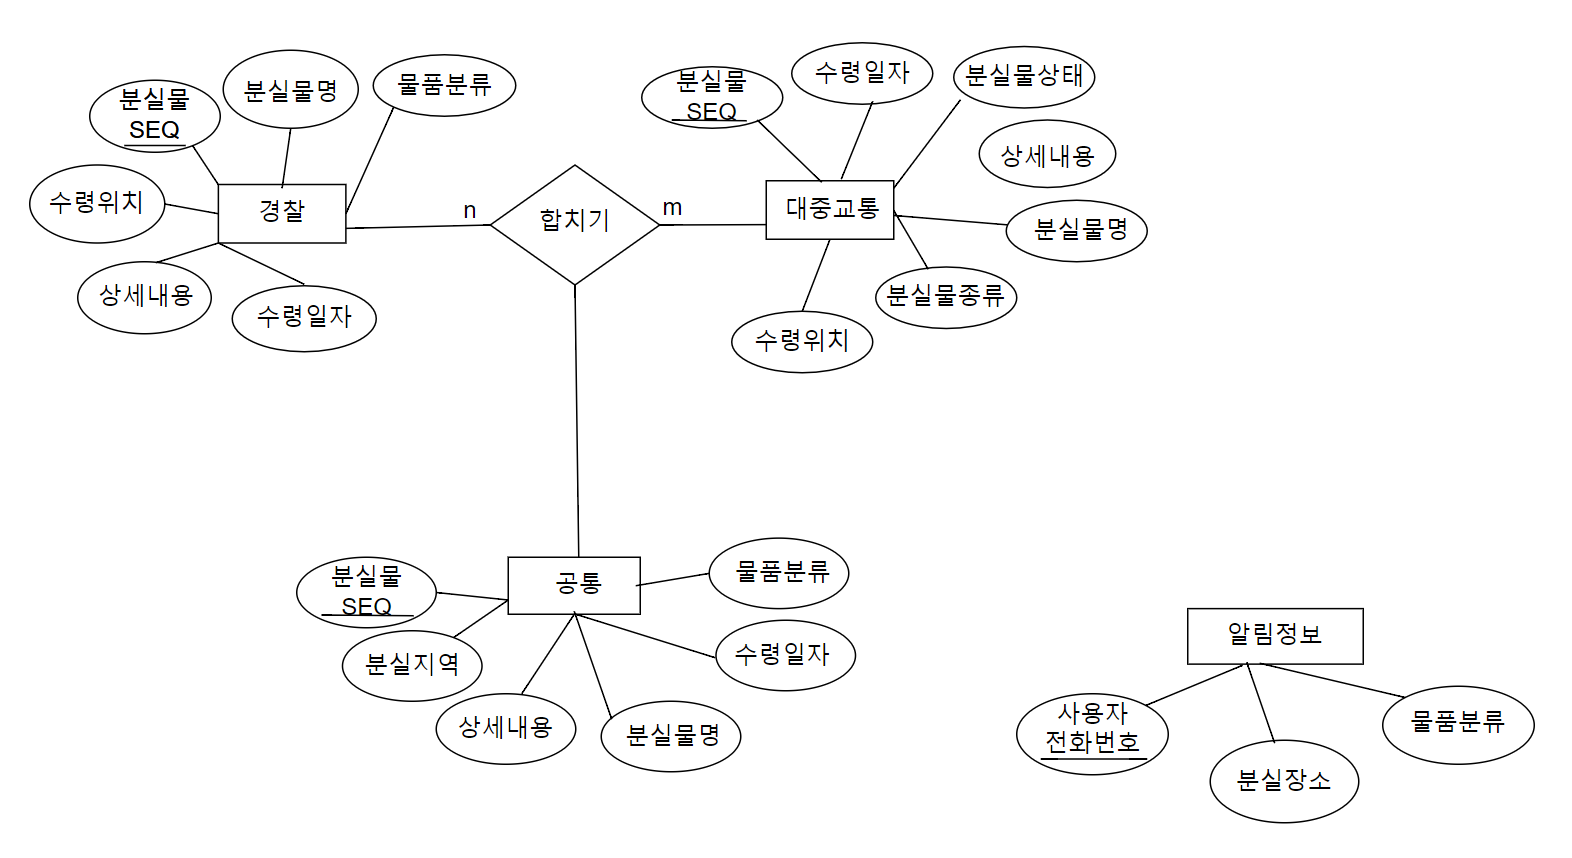 분실물
SEQ
분실물명
물품분류
수령위치
경찰
상세내용
수령일자
n
합치기
m
분실물
SEQ
수령일자
분실물상태
상세내용
대중교통
분실물명
분실물종류
수령위치
공통
분실물
SEQ
분실지역
상세내용
분실물명
수령일자
물품분류
알림정보
사용자
전화번호
분실장소
물품분류